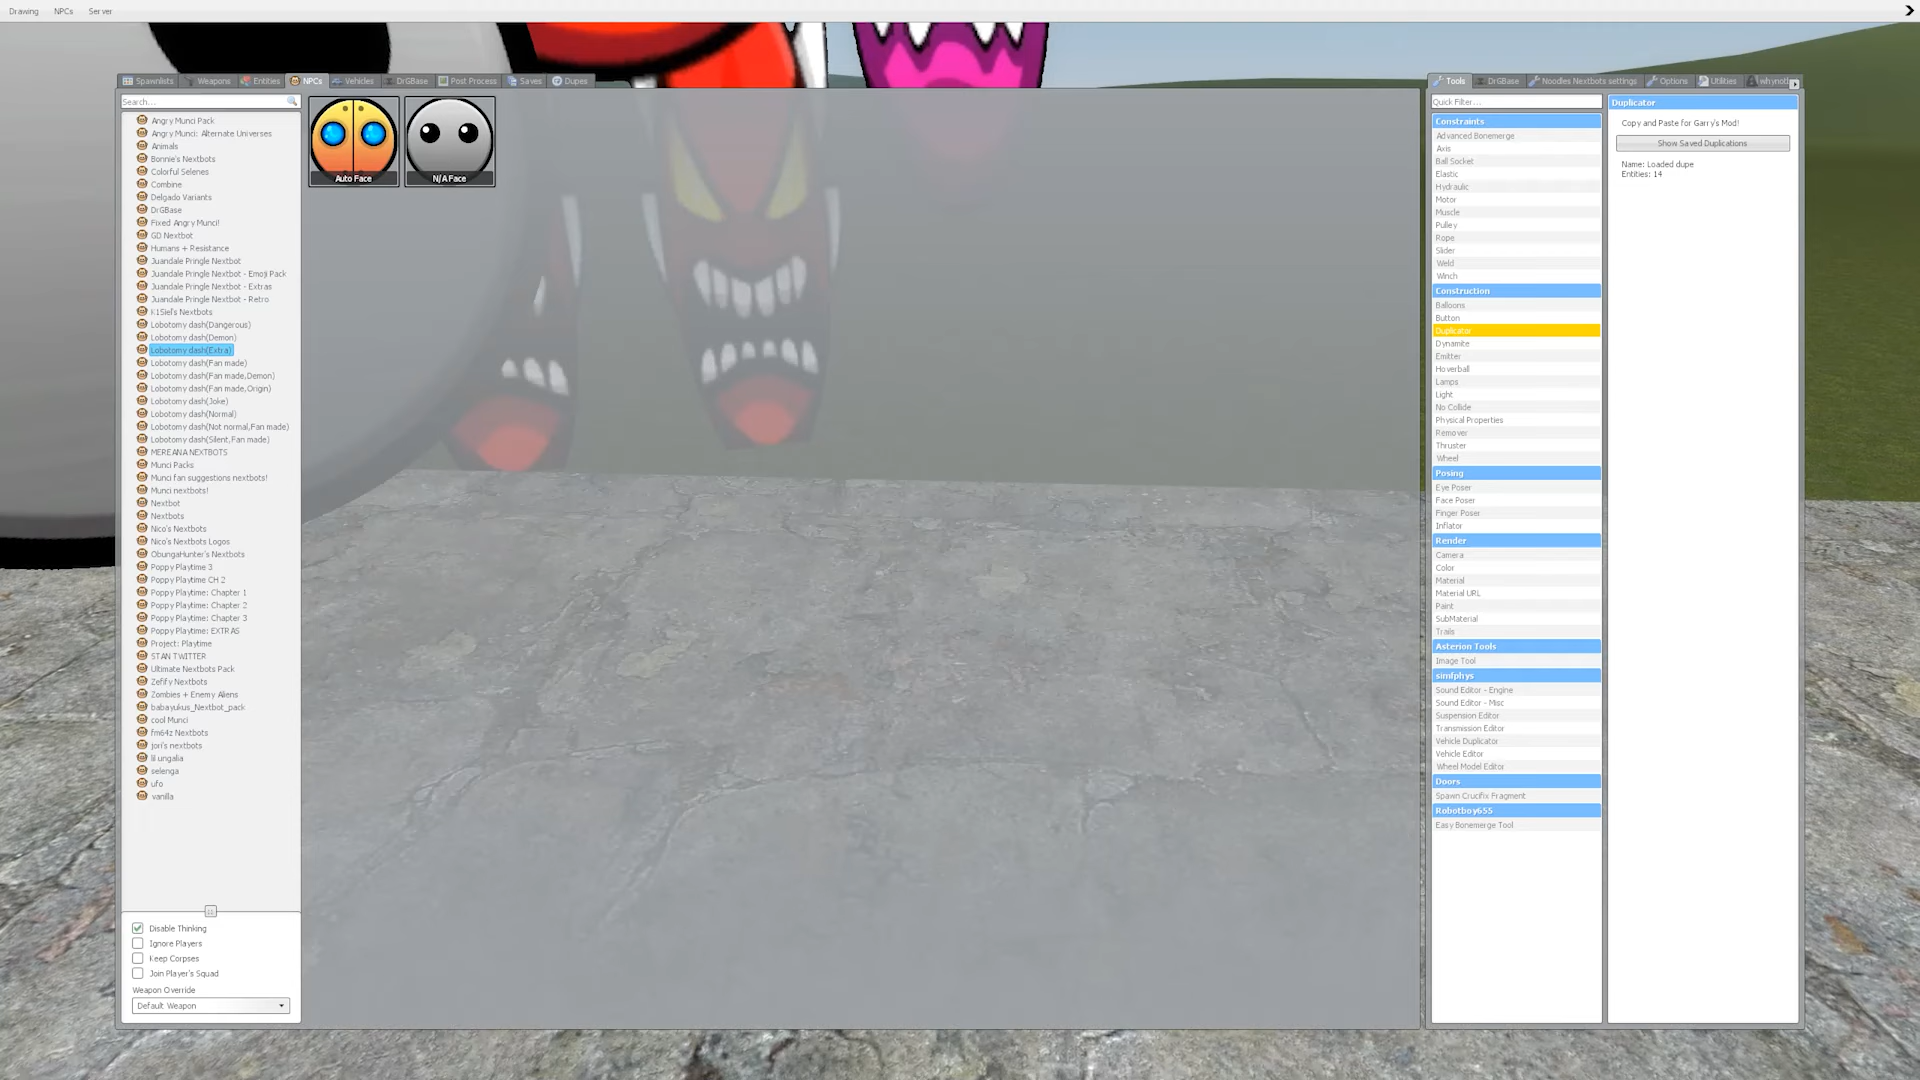 Drawing NPCs Server
Spawnlists Weapons Entities NPCs Vehicles DrGBase Post Process Saves Dupes
Search...
Angry Munci Pack
Angry Munci: Alternate Universes
Animals
Bonnie's Nextbots
Colorful Selenes
Combine
Delgado Variants
DrGBase
Fixed Angry Munci!
GD Nextbot
Humans + Resistance
Juandale Pringle Nextbot
Juandale Pringle Nextbot - Emoji Pack
Juandale Pringle Nextbot - Extras
Juandale Pringle Nextbot - Retro
K1Siel's Nextbots
Lobotomy dash(Dangerous)
Lobotomy dash(Demon)
Lobotomy dash(Extra)
Lobotomy dash(Fan made)
Lobotomy dash(Fan made,Demon)
Lobotomy dash(Fan made,Origin)
Lobotomy dash(Joke)
Lobotomy dash(Normal)
Lobotomy dash(Not normal,Fan made)
Lobotomy dash(Silent,Fan made)
MEREANA NEXTBOTS
Munci Packs
Munci fan suggestions nextbots!
Munci nextbots!
Nextbot
Nextbots
Nico's Nextbots
Nico's Nextbots Logos
ObungaHunter's Nextbots
Poppy Playtime 3
Poppy Playtime CH 2
Poppy Playtime: Chapter 1
Poppy Playtime: Chapter 2
Poppy Playtime: Chapter 3
Poppy Playtime: EXTRAS
Project: Playtime
STAN TWITTER
Ultimate Nextbots Pack
Zefify Nextbots
Zombies + Enemy Aliens
babayukus_Nextbot_pack
cool Munci
fm64z Nextbots
jori's nextbots
lil ungalia
selenga
ufo
vanilla
Disable Thinking
Ignore Players
Keep Corpses
Join Player's Squad
Weapon Override
Default Weapon
Auto Face N/A Face
Tools DrGBase Noodles Nextbots settings Options Utilities
Quick Filter...
Constraints
Advanced Bonemerge
Axis
Ball Socket
Elastic
Hydraulic
Motor
Muscle
Pulley
Rope
Slider
Weld
Winch
Construction
Balloons
Button
Duplicator
Dynamite
Emitter
Hoverball
Lamps
Light
No Collide
Physical Properties
Remover
Thruster
Wheel
Posing
Eye Poser
Face Poser
Finger Poser
Inflator
Render
Camera
Color
Material
Material URL
Paint
SubMaterial
Trails
Asterion Tools
Image Tool
simfphys
Sound Editor - Engine
Sound Editor - Misc
Suspension Editor
Transmission Editor
Vehicle Duplicator
Vehicle Editor
Wheel Model Editor
Doors
Spawn Crucifix Fragment
Robotboy655
Easy Bonemerge Tool
Duplicator
Copy and Paste for Garry's Mod!
Show Saved Duplications
Name: Loaded dupe
Entities: 14